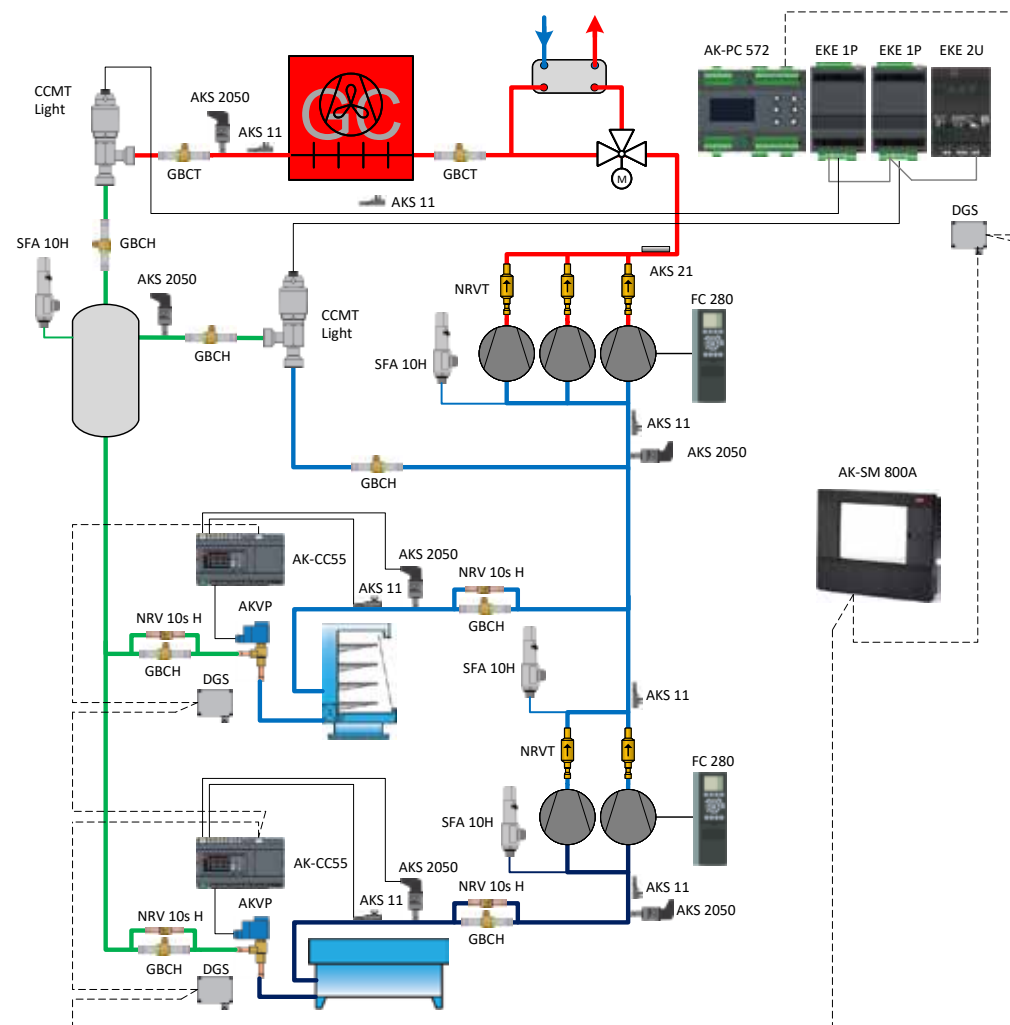 AK-PC 572
EKE 1P
EKE 1P
EKE 2U
CCMT
Light
AKS 2050
AKS 11
GC
GBCT
GBCT
M
AKS 11
DGS
SFA 10H
GBCH
AKS 2050
CCMT
Light
GBCH
NRVT
AKS 21
FC 280
SFA 10H
AKS 11
AKS 2050
GBCH
AK-SM 800A
AK-CC55
AKS 2050
AKS 11
NRV 10s H
GBCH
NRV 10s H
AKVP
GBCH
DGS
SFA 10H
AKS 11
NRVT
FC 280
SFA 10H
AK-CC55
AKS 2050
AKS 11
NRV 10s H
GBCH
AKS 11
AKS 2050
NRV 10s H
AKVP
GBCH
DGS